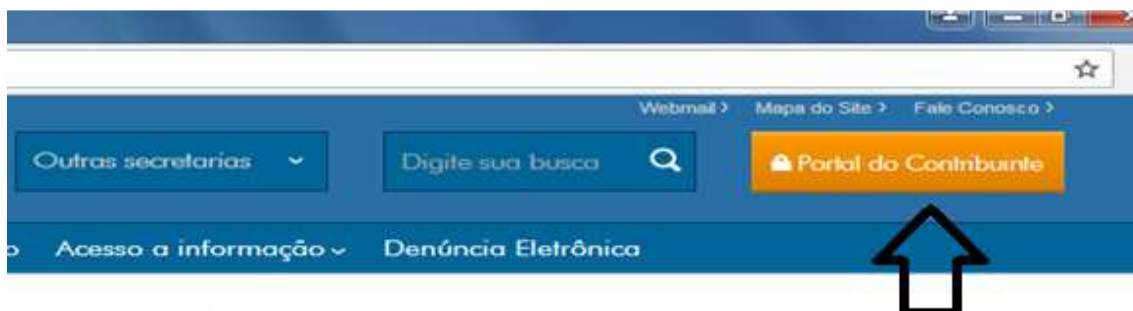 Webmail > Mapa do Site > Fale Conosco >
Outras secretarias Digite sua busca Portal do Contribuinte
o Acesso a informação Denúncia Eletrônica